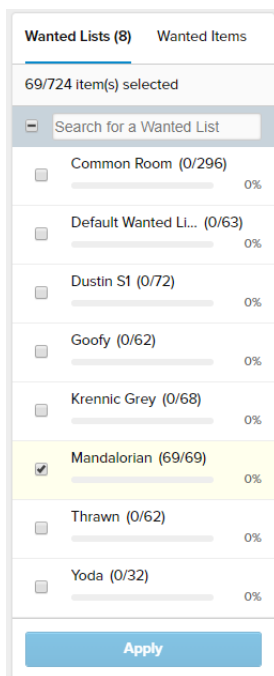 Wanted Lists (8) Wanted Items
69/724 item(s) selected
Search for a Wanted List
Common Room (0/296)
0%
Default Wanted Li... (0/63)
0%
Dustin S1 (0/72)
0%
Goofy (0/62)
0%
Krennic Grey (0/68)
0%
Mandalorian (69/69)
0%
Thrawn (0/62)
0%
Yoda (0/32)
0%
Apply